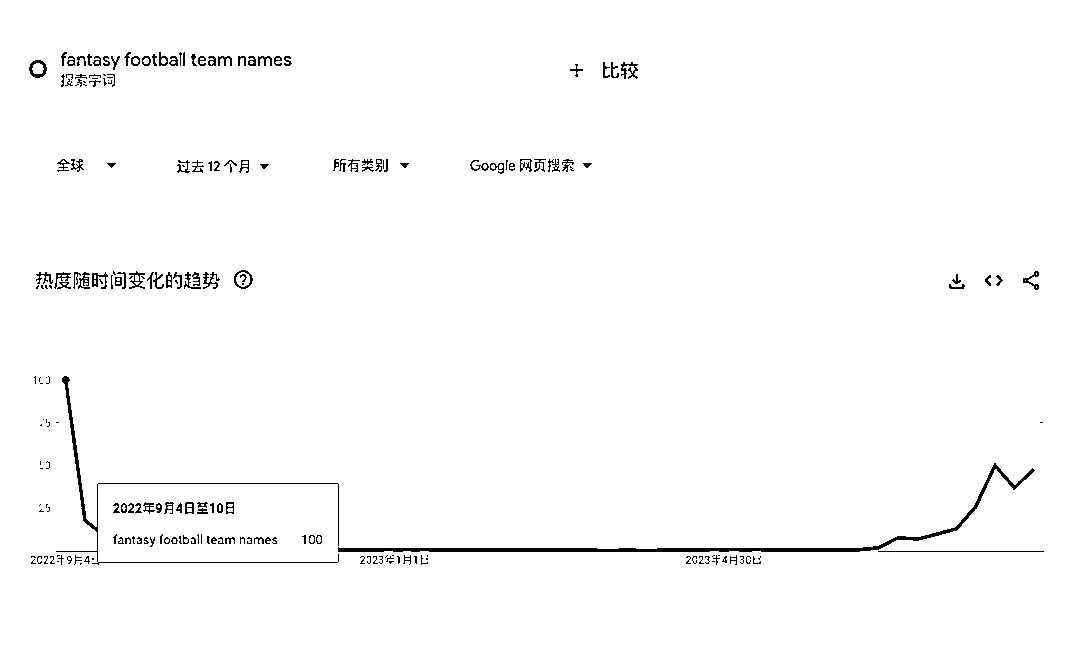 fantasy football team names
搜索字词
+ 比较
全球
过去 12 个月
所有类别
Google 网页搜索
热度随时间变化的趋势
100
75
50
25
2022年9月4日至10日
fantasy football team names 100
2022年9月4
2023年1月1日
2023年4月30日